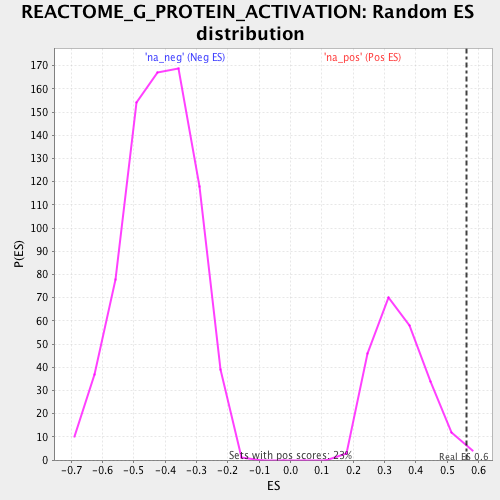 REACTOME_G_PROTEIN_ACTIVATION: Random ES
distribution
'na_neg' (Neg ES)
'na_pos' (Pos ES)
170
160
150
140
130
120
110
100
90
80
70
60
50
40
30
20
10
0
P(ES)
Sets with pos scores: 23%
Real ES 0.6
-0.7 -0.6 -0.5 -0.4 -0.3 -0.2 -0.1 0.0 0.1 0.2 0.3 0.4 0.5 0.6
ES